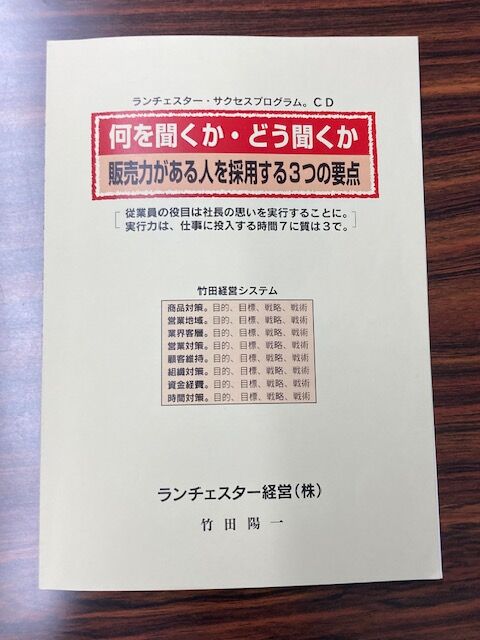 ランチェスター・サクセスプログラム。CD
何を聞くか・どう聞くか
販売力がある人を採用する3つの要点
従業員の役目は社長の思いを実行することに。
実行力は、仕事に投入する時間7に質は3で。
竹田経営システム
商品対策。目的、目標、戦略、戦術
営業地域。目的、目標、戦略、戦術
業界客層。目的、目標、戦略、戦術
営業対策。目的、目標、戦略、戦術
顧客維持。目的、目標、戦略、戦術
組織対策。目的、目標、戦略、戦術
資金経費。目的、目標、戦略、戦術
時間対策。目的、目標、戦略、戦術
ランチェスター経営(株)
竹田陽一